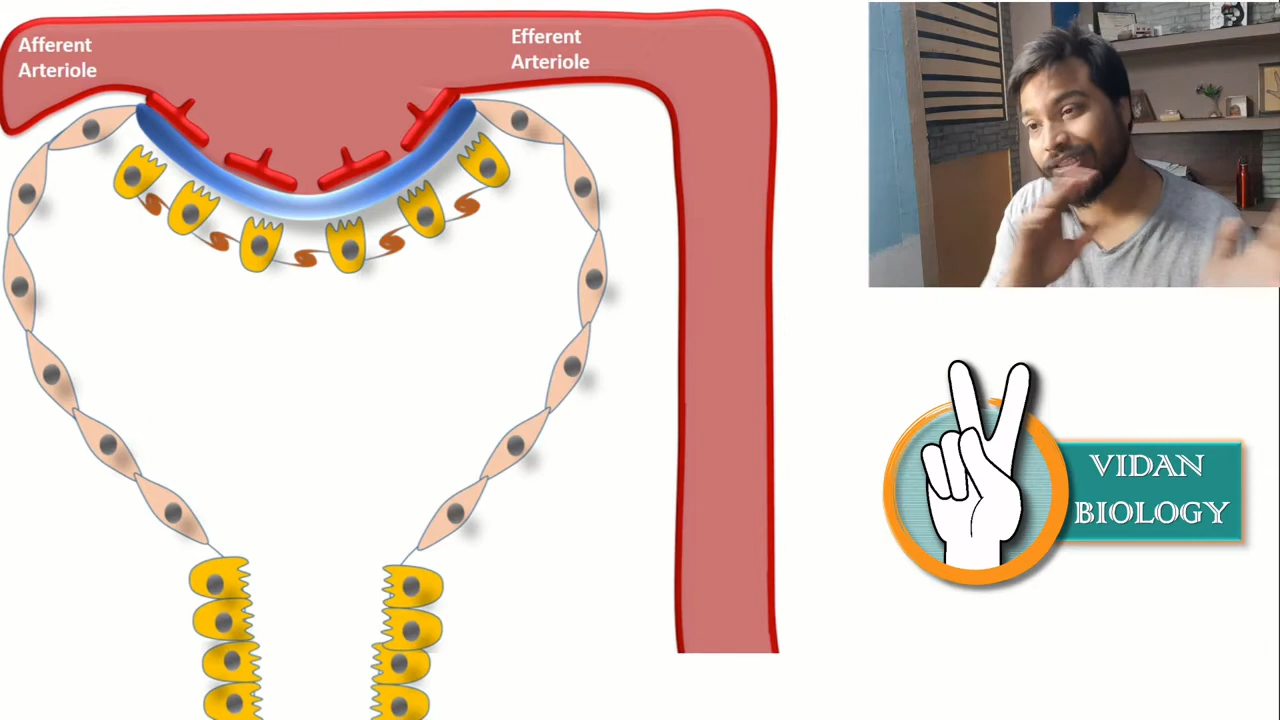 Afferent
Arteriole
Efferent
Arteriole
VIDAN
BIOLOGY